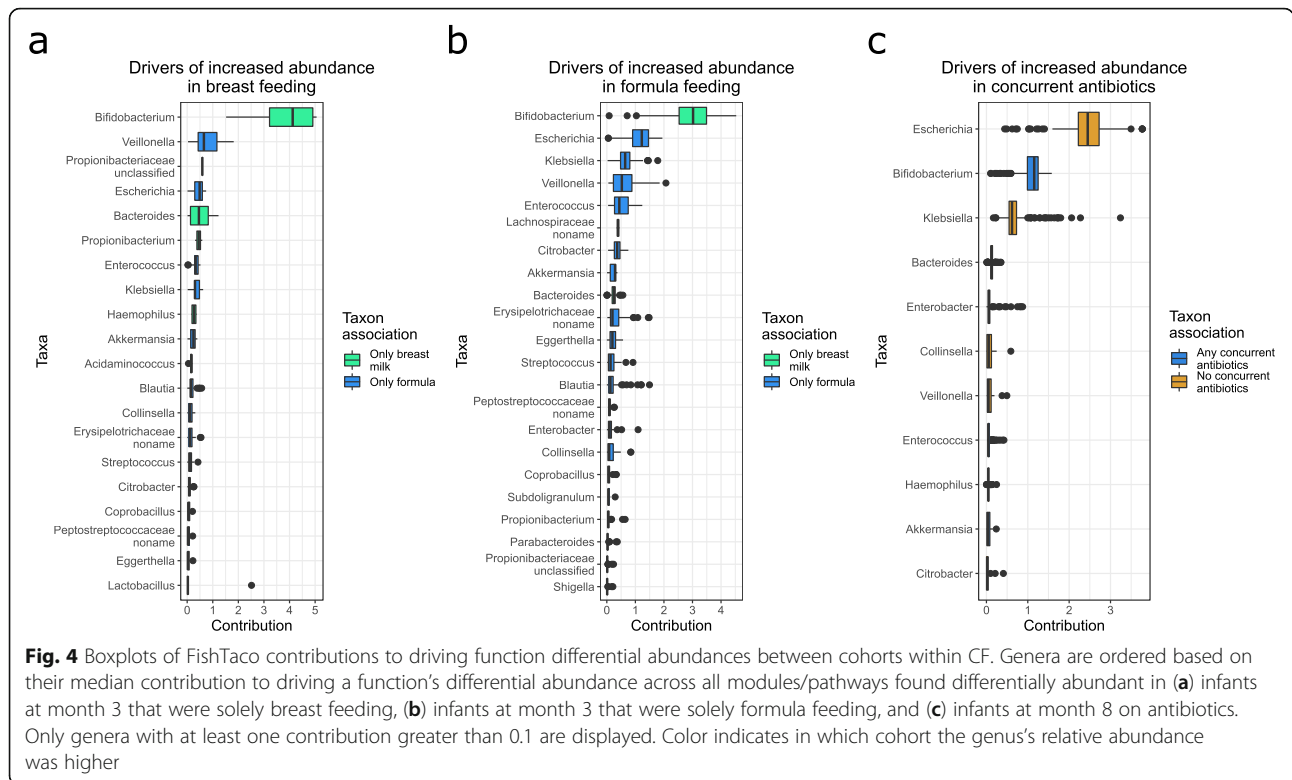 a
Drivers of increased abundance
in breast feeding
Taxa
Bifidobacterium
Veillonella
Propionibacteriaceae
unclassified
Escherichia
Bacteroides
Propionibacterium
Enterococcus
Klebsiella
Haemophilus
Akkermansia
Acidaminococcus
Blautia
Collinsella
Erysipelotrichaceae
noname
Streptococcus
Citrobacter
Coprobacillus
Peptostreptococcaceae
noname
Eggerthella
Lactobacillus
0 1 2 3 4 5
Contribution
Taxon
association
Only breast
milk
Only formula
b
Drivers of increased abundance
in formula feeding
Taxa
Bifidobacterium
Escherichia
Klebsiella
Veillonella
Enterococcus
Lachnospiraceae
noname
Citrobacter
Akkermansia
Bacteroides
Erysipelotrichaceae
noname
Eggerthella
Streptococcus
Blautia
Peptostreptococcaceae
noname
Enterobacter
Collinsella
Coprobacillus
Subdoligranulum
Propionibacterium
Parabacteroides
Propionibacteriaceae
unclassified
Shigella
0 1 2 3 4
Contribution
Taxon
association
Only breast
milk
Only formula
c
Drivers of increased abundance
in concurrent antibiotics
Taxa
Escherichia
Bifidobacterium
Klebsiella
Bacteroides
Enterobacter
Collinsella
Veillonella
Enterococcus
Haemophilus
Akkermansia
Citrobacter
0 1 2 3
Contribution
Taxon
association
Any concurrent
antibiotics
No concurrent
antibiotics
Fig. 4 Boxplots of FishTaco contributions to driving function differential abundances between cohorts within CF. Genera are ordered based on
their median contribution to driving a function's differential abundance across all modules/pathways found differentially abundant in (a) infants
at month 3 that were solely breast feeding, (b) infants at month 3 that were solely formula feeding, and (c) infants at month 8 on antibiotics.
Only genera with at least one contribution greater than 0.1 are displayed. Color indicates in which cohort the genus's relative abundance
was higher